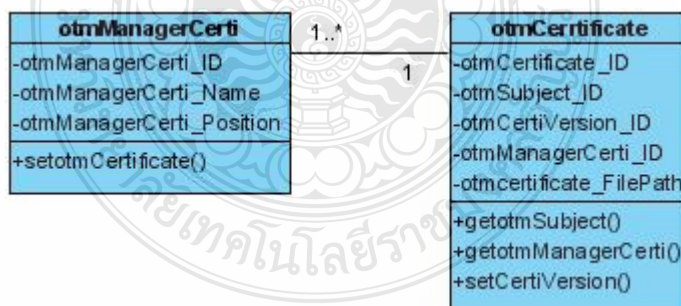 otmManagerCerti
-otmManagerCerti_ID
-otmManagerCerti_Name
-otmManagerCerti_Position
+setotmCertificate()
1..*
1
otmCerrtificate
-otmCertificate_ID
-otmSubject_ID
-otmCertiVersion_ID
-otmManagerCerti_ID
-otmcertificate_FilePath
+getotmSubject()
+getotmManagerCerti()
+setCertiVersion()